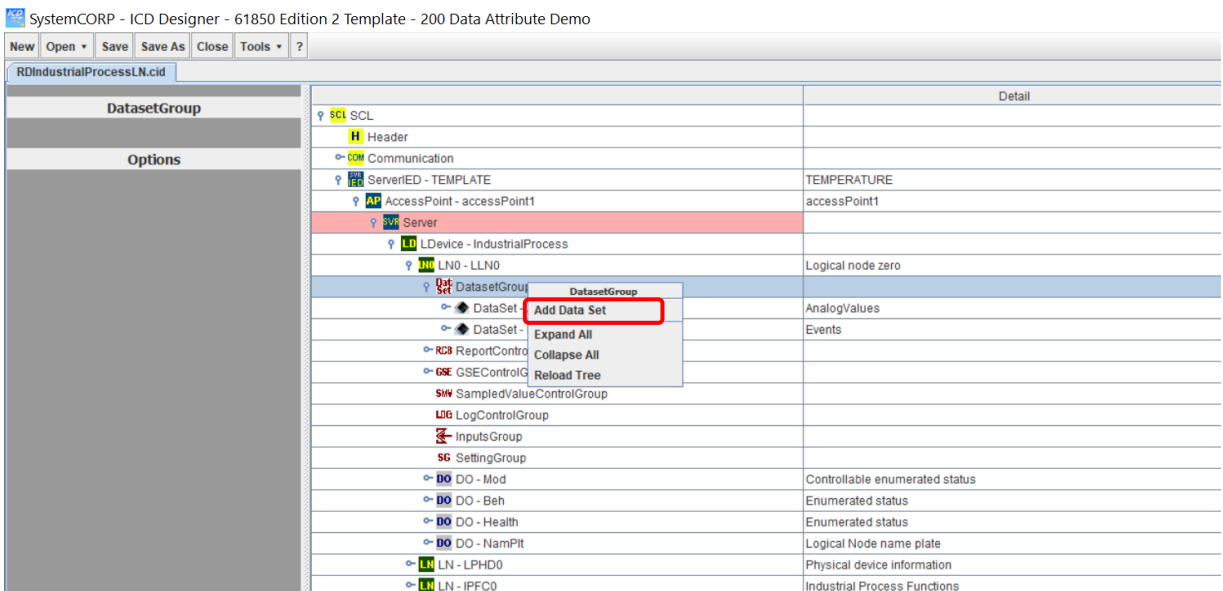 SystemCORP - ICD Designer - 61850 Edition 2 Template - 200 Data Attribute Demo
New Open Save Save As Close Tools ?
RDIndustrialProcessLN.cid
DatasetGroup
Options
Detail
SCL SCL
H Header
COM Communication
SVR IED ServerIED - TEMPLATE TEMPERATURE
AP AccessPoint - accessPoint1 accessPoint1
SVR Server
LD LDevice - IndustrialProcess
LN0 LN0 - LLN0 Logical node zero
Dat Set DatasetGroup
DatasetGroup
DataSet - AnalogValues
Add Data Set
DataSet - Events
Expand All
RCB ReportContro
Collapse All
GSE GSEControlG
Reload Tree
SMV SampledValueControlGroup
LOG LogControlGroup
InputsGroup
SG SettingGroup
DO DO - Mod Controllable enumerated status
DO DO - Beh Enumerated status
DO DO - Health Enumerated status
DO DO - NamPlt Logical Node name plate
LN LN - LPHD0 Physical device information
LN LN - IPFC0 Industrial Process Functions